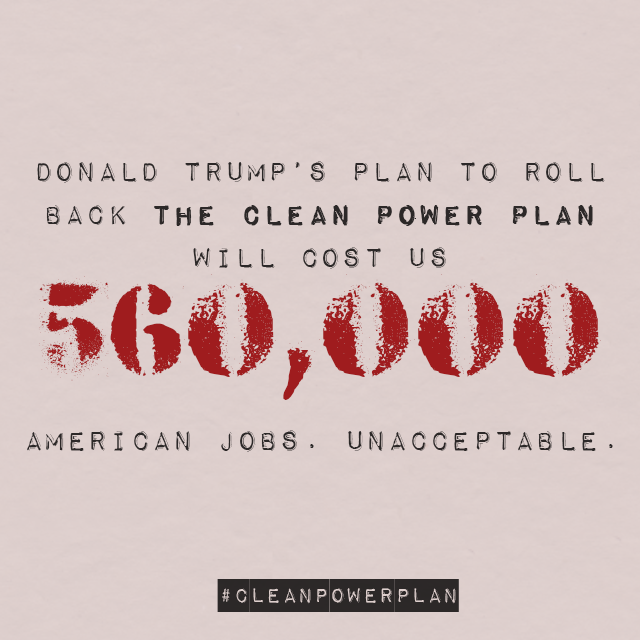 DONALD TRUMP'S PLAN TO ROLL
BACK THE CLEAN POWER PLAN
WILL COST US
560,000
AMERICAN JOBS. UNACCEPTABLE.
#CLEANPOWERPLAN